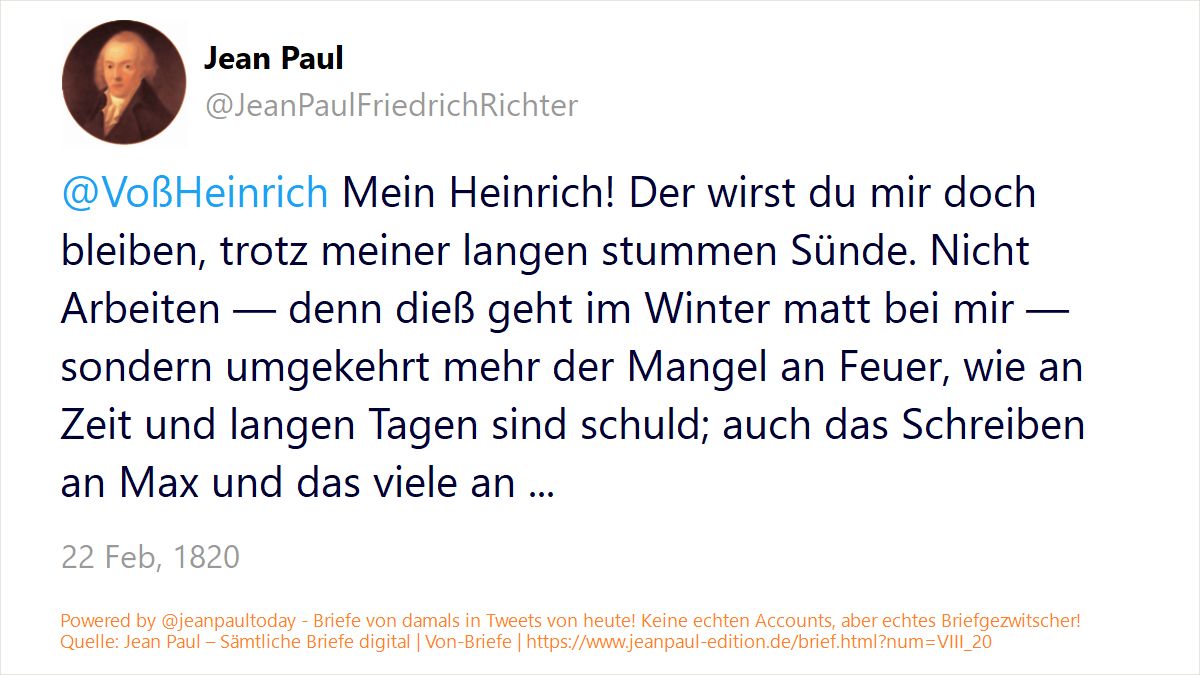 Jean Paul
@JeanPaulFriedrichRichter
@VoßHeinrich Mein Heinrich! Der wirst du mir doch
bleiben, trotz meiner langen stummen Sünde. Nicht
Arbeiten — denn dieß geht im Winter matt bei mir —
sondern umgekehrt mehr der Mangel an Feuer, wie an
Zeit und langen Tagen sind schuld; auch das Schreiben
an Max und das viele an ...
22 Feb, 1820
Powered by @jeanpaultoday - Briefe von damals in Tweets von heute! Keine echten Accounts, aber echtes Briefgezwitscher!
Quelle: Jean Paul – Sämtliche Briefe digital | Von-Briefe | https://www.jeanpaul-edition.de/brief.html?num=VIII_20